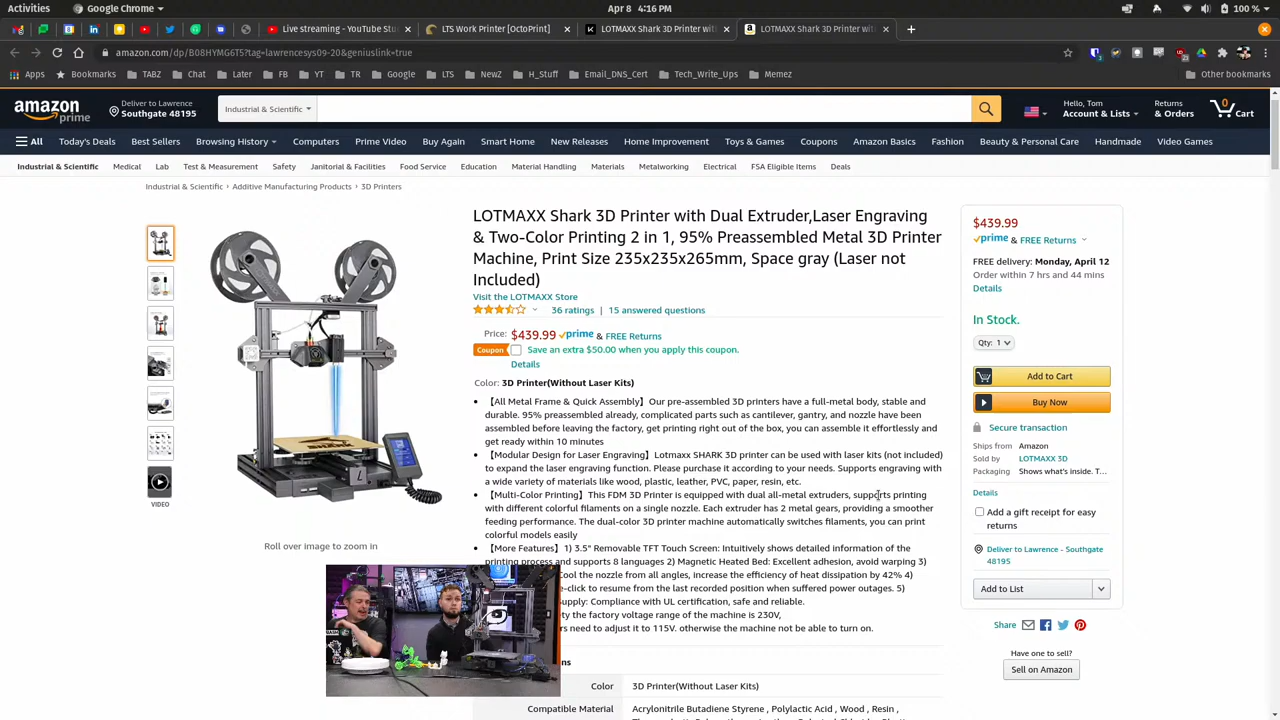 Activities
Google Chrome
Apr 8 4:16 PM
100 %
Live streaming - YouTube Stu
LTS Work Printer [OctoPrint]
LOTMAXX Shark 3D Printer wit
LOTMAXX Shark 3D Printer wit
amazon.com/dp/B08HYMG6T5?tag=lawrencesys09-20&geniuslink=true
Apps
Bookmarks
TABZ
Chat
Later
FB
YT
TR
Google
LTS
NewZ
H_Stuff
Email_DNS_Cert
Tech_Write_Ups
Memez
Other bookmarks
amazon
prime
Deliver to Lawrence
Southgate 48195
Industrial & Scientific
Hello, Tom
Account & Lists
Returns
& Orders
0
Cart
All
Today's Deals
Best Sellers
Browsing History
Computers
Prime Video
Buy Again
Smart Home
New Releases
Home Improvement
Toys & Games
Coupons
Amazon Basics
Fashion
Beauty & Personal Care
Handmade
Video Games
Industrial & Scientific
Medical
Lab
Test & Measurement
Safety
Janitorial & Facilities
Food Service
Education
Material Handling
Materials
Metalworking
Electrical
FSA Eligible Items
Deals
Industrial & Scientific › Additive Manufacturing Products › 3D Printers
VIDEO
Roll over image to zoom in
LOTMAXX Shark 3D Printer with Dual Extruder,Laser Engraving
& Two-Color Printing 2 in 1, 95% Preassembled Metal 3D Printer
Machine, Print Size 235x235x265mm, Space gray (Laser not
Included)
Visit the LOTMAXX Store
36 ratings | 15 answered questions
Price: $439.99 prime & FREE Returns
Coupon Save an extra $50.00 when you apply this coupon.
Details
Color: 3D Printer(Without Laser Kits)
• 【All Metal Frame & Quick Assembly】Our pre-assembled 3D printers have a full-metal body, stable and
durable. 95% preassembled already, complicated parts such as cantilever, gantry, and nozzle have been
assembled before leaving the factory, get printing right out of the box, you can assemble it effortlessly and
get ready within 10 minutes
• 【Modular Design for Laser Engraving】Lotmaxx SHARK 3D printer can be used with laser kits (not included)
to expand the laser engraving function. Please purchase it according to your needs. Supports engraving with
a wide variety of materials like wood, plastic, leather, PVC, paper, resin, etc.
• 【Multi-Color Printing】This FDM 3D Printer is equipped with dual all-metal extruders, supports printing
with different colorful filaments on a single nozzle. Each extruder has 2 metal gears, providing a smoother
feeding performance. The dual-color 3D printer machine automatically switches filaments, you can print
colorful models easily
• 【More Features】1) 3.5" Removable TFT Touch Screen: Intuitively shows detailed information of the
printing process and supports 8 languages 2) Magnetic Heated Bed: Excellent adhesion, avoid warping 3)
Cool the nozzle from all angles, increase the efficiency of heat dissipation by 42% 4)
e-click to resume from the last recorded position when suffered power outages. 5)
Supply: Compliance with UL certification, safe and reliable.
ty the factory voltage range of the machine is 230V,
rs need to adjust it to 115V. otherwise the machine not be able to turn on.
ns
Color 3D Printer(Without Laser Kits)
Compatible Material Acrylonitrile Butadiene Styrene , Polylactic Acid , Wood , Resin ,
$439.99
prime & FREE Returns
FREE delivery: Monday, April 12
Order within 7 hrs and 44 mins
Details
In Stock.
Qty: 1
Add to Cart
Buy Now
Secure transaction
Ships from Amazon
Sold by LOTMAXX 3D
Packaging Shows what's inside. T...
Details
Add a gift receipt for easy
returns
Deliver to Lawrence - Southgate
48195
Add to List
Share
Have one to sell?
Sell on Amazon